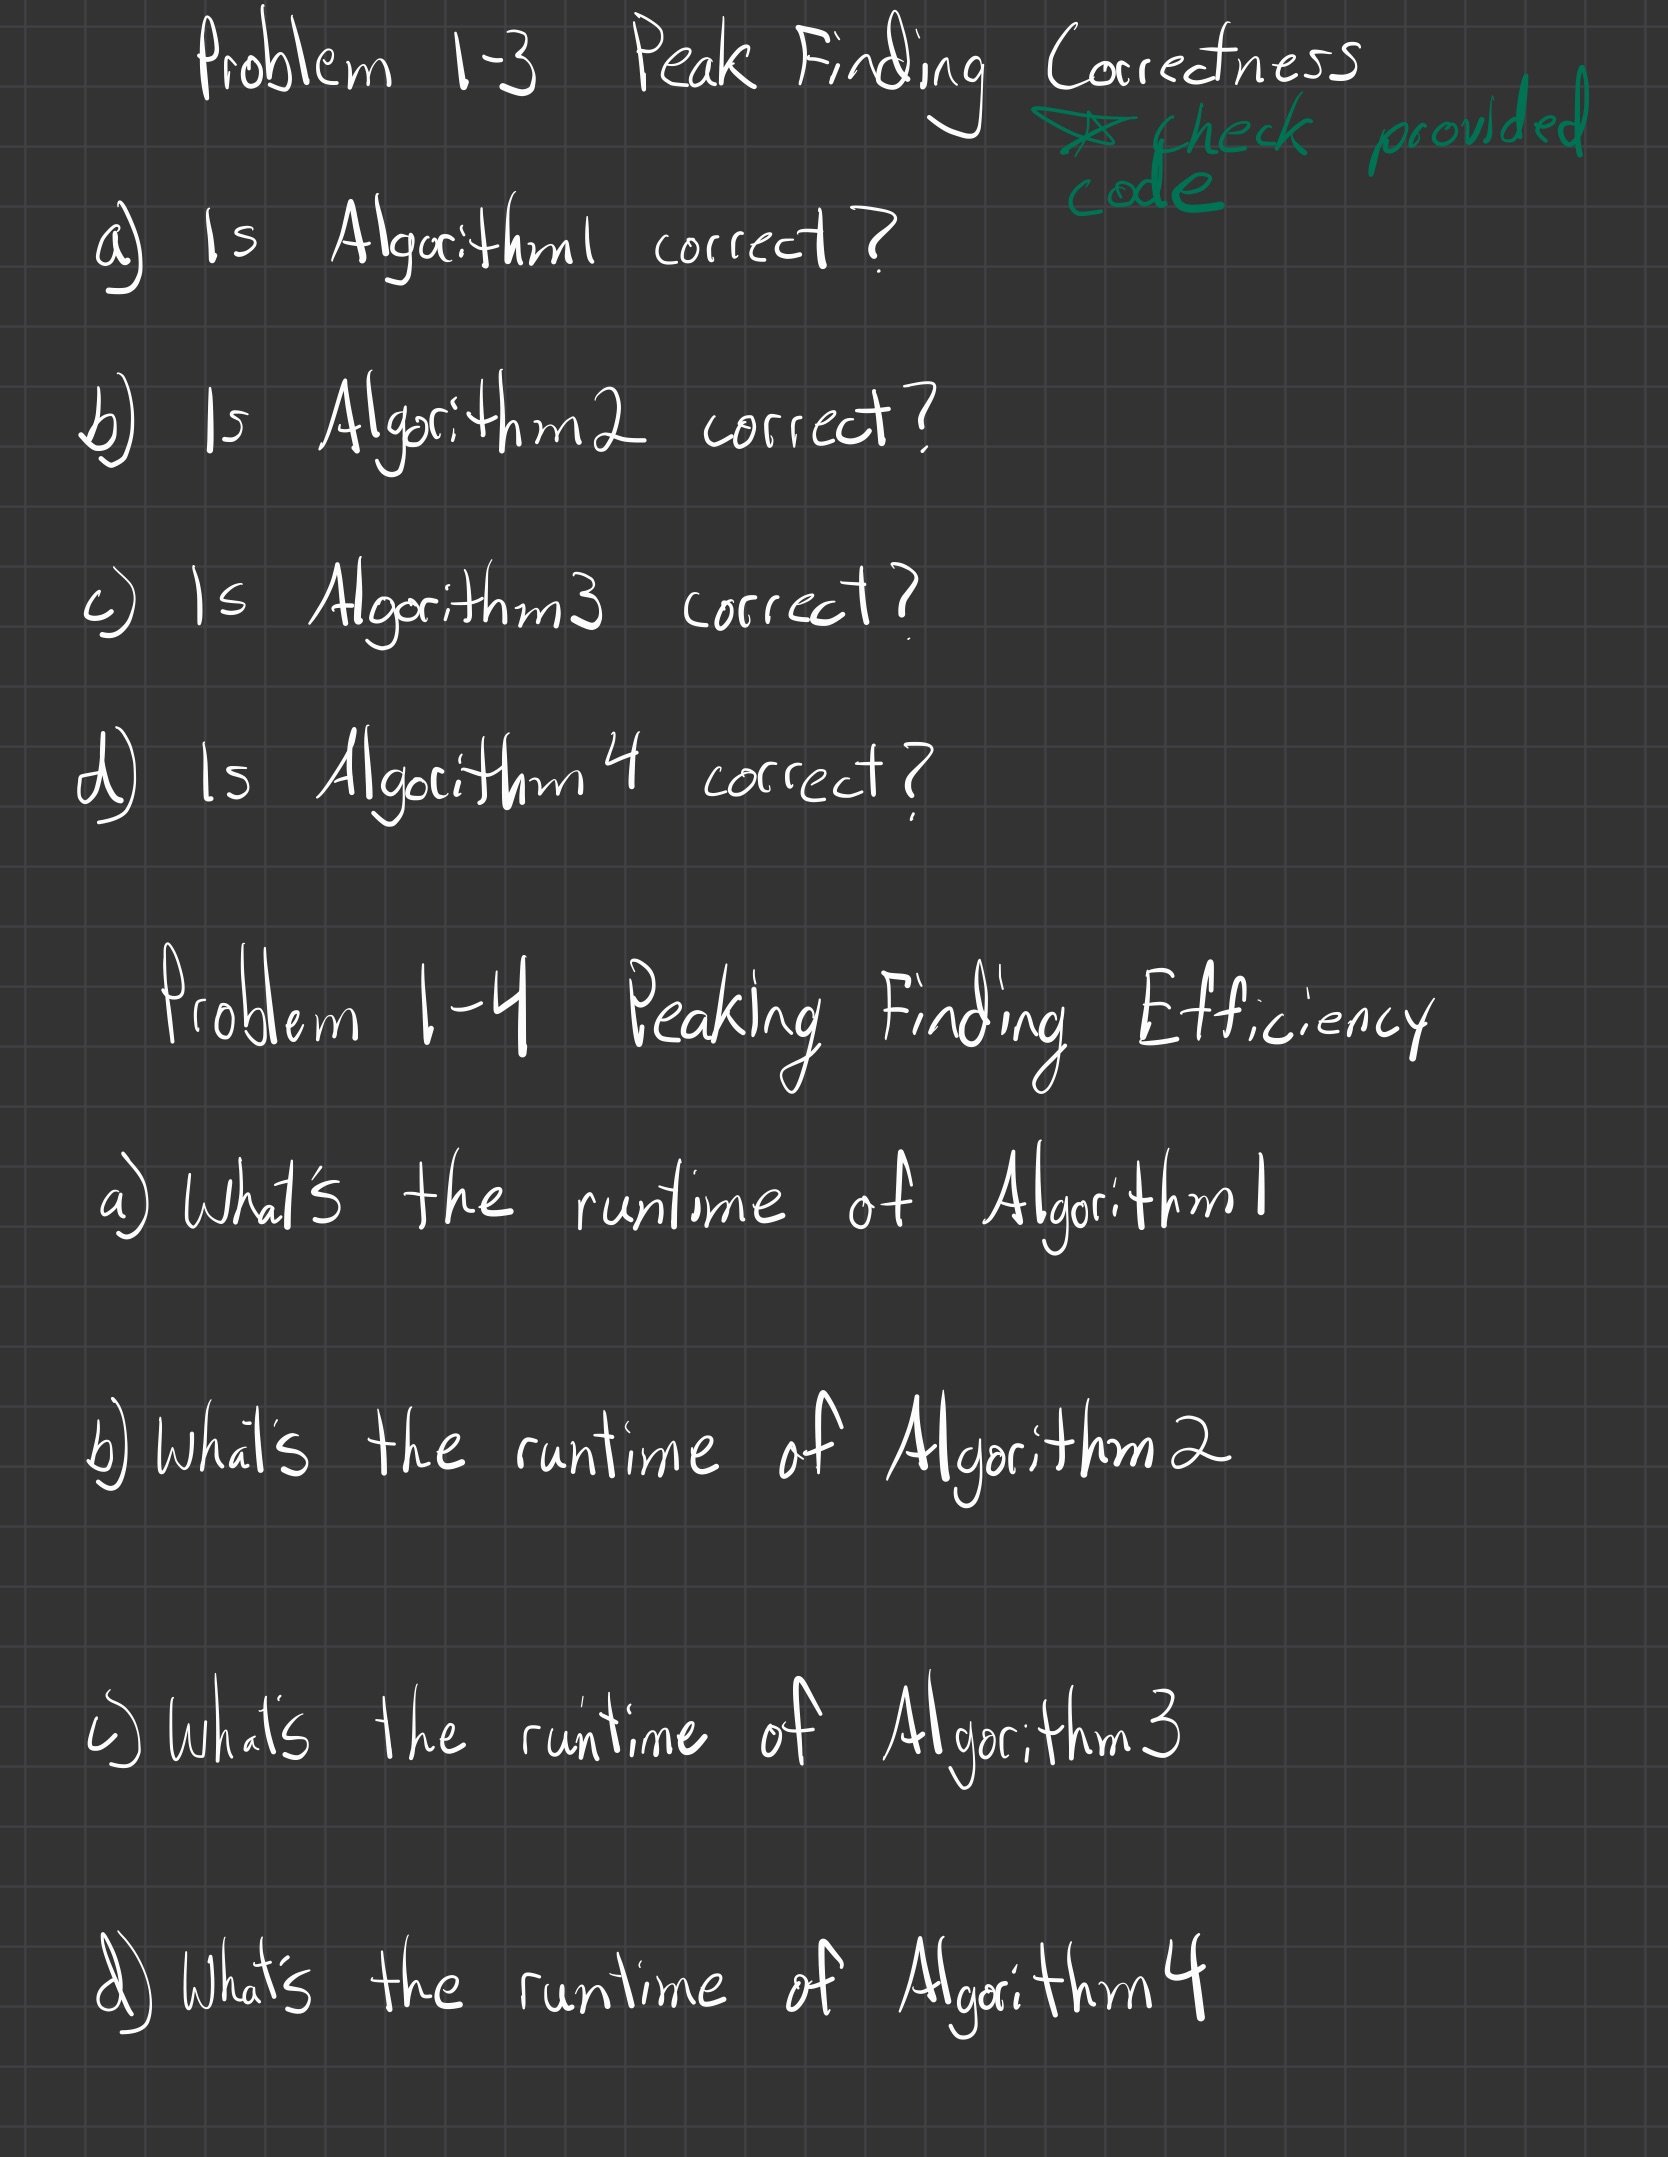 Problem 1-3 Peak Finding Correctness
* check provided
code
a) Is Algorithm1 correct?
b) Is Algorithm2 correct?
c) Is Algorithm3 correct?
d) Is Algorithm4 correct?
Problem 1-4 Peaking Finding Efficiency
a) What's the runtime of Algorithm1
b) What's the runtime of Algorithm2
c) What's the runtime of Algorithm3
d) What's the runtime of Algorithm4